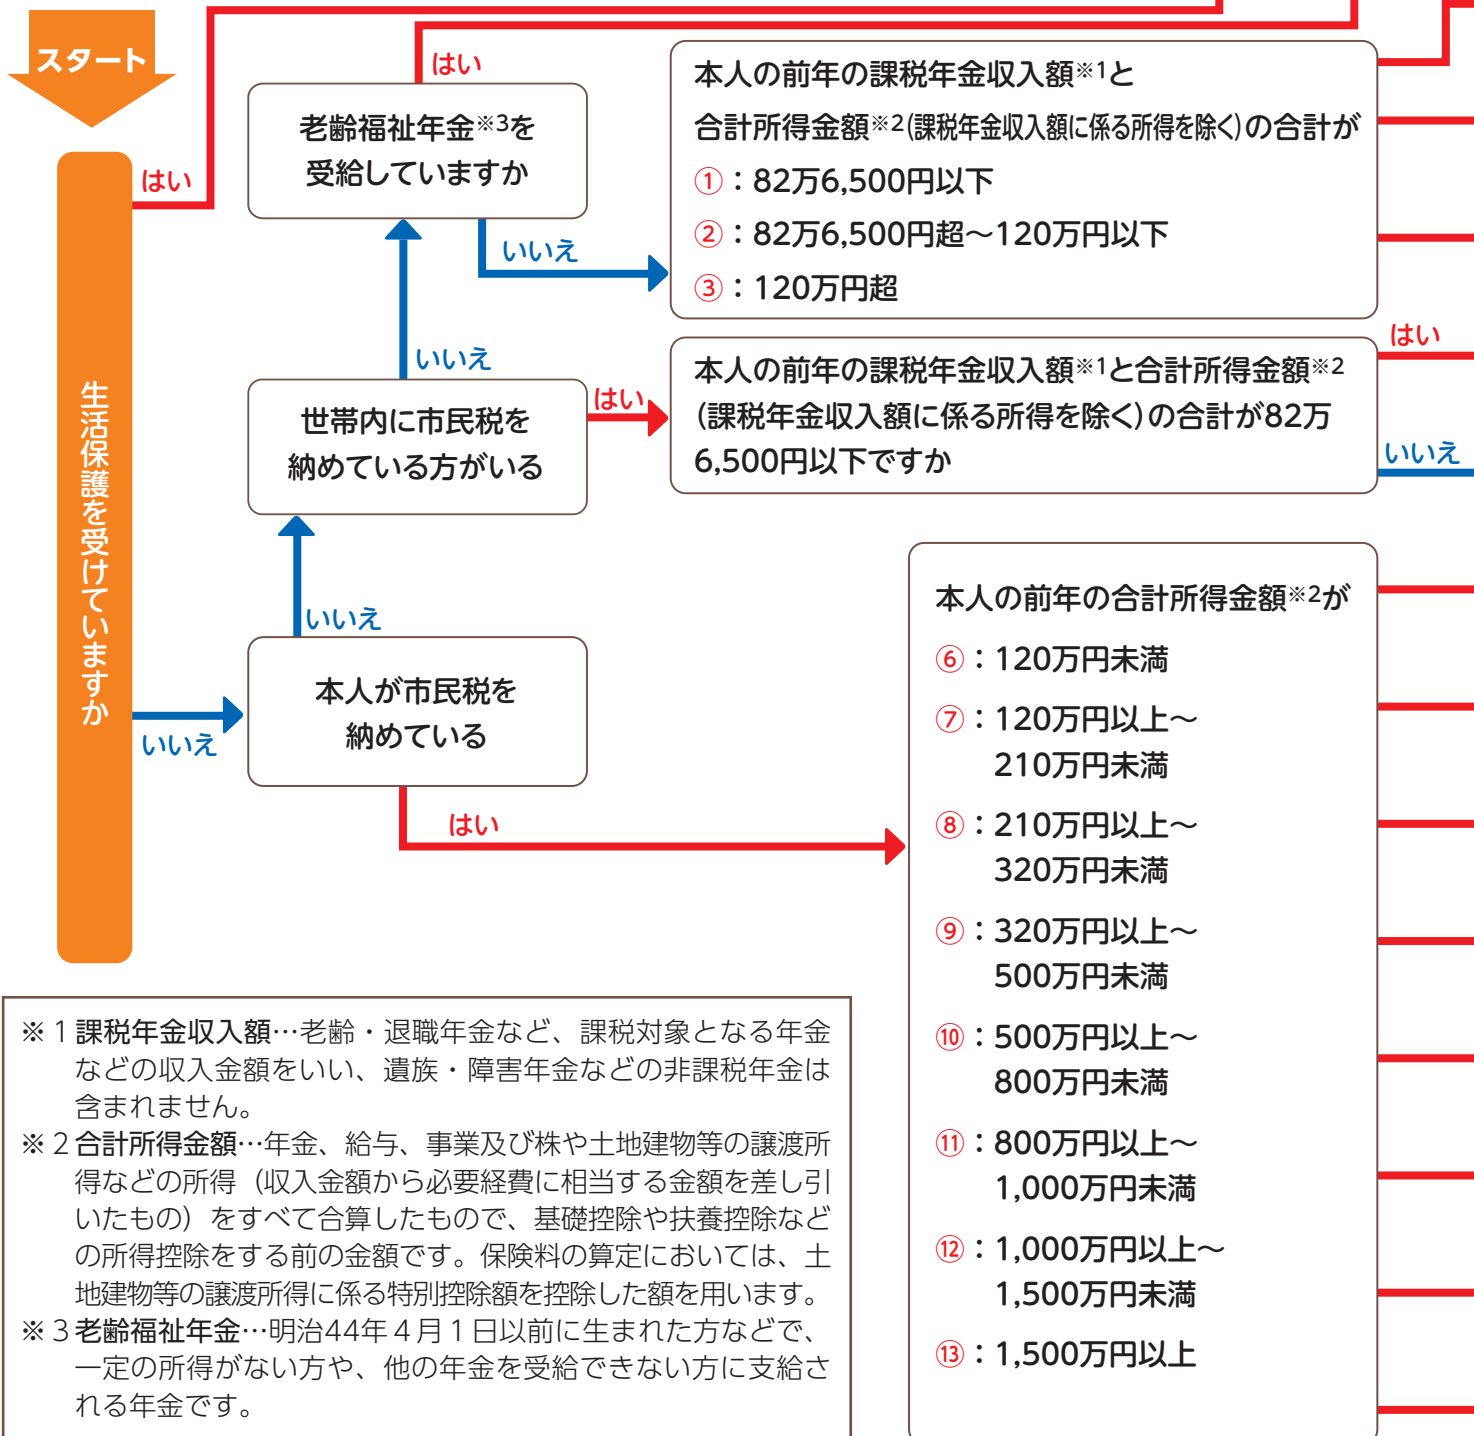 スタート
生活保護を受けていますか
はい
いいえ
はい
老齢福祉年金※3を
受給していますか
いいえ
いいえ
世帯内に市民税を
納めている方がいる
はい
いいえ
本人が市民税を
納めている
はい
本人の前年の課税年金収入額※1と
合計所得金額※2(課税年金収入額に係る所得を除く)の合計が
①：82万6,500円以下
②：82万6,500円超～120万円以下
③：120万円超
本人の前年の課税年金収入額※1と合計所得金額※2
(課税年金収入額に係る所得を除く)の合計が82万
6,500円以下ですか
はい
いいえ
本人の前年の合計所得金額※2が
⑥：120万円未満
⑦：120万円以上～
210万円未満
⑧：210万円以上～
320万円未満
⑨：320万円以上～
500万円未満
⑩：500万円以上～
800万円未満
⑪：800万円以上～
1,000万円未満
⑫：1,000万円以上～
1,500万円未満
⑬：1,500万円以上
※１課税年金収入額…老齢・退職年金など、課税対象となる年金
などの収入金額をいい、遺族・障害年金などの非課税年金は
含まれません。
※２合計所得金額…年金、給与、事業及び株や土地建物等の譲渡所
得などの所得（収入金額から必要経費に相当する金額を差し引
いたもの）をすべて合算したもので、基礎控除や扶養控除など
の所得控除をする前の金額です。保険料の算定においては、土
地建物等の譲渡所得に係る特別控除額を控除した額を用います。
※３老齢福祉年金…明治44年４月１日以前に生まれた方などで、
一定の所得がない方や、他の年金を受給できない方に支給さ
れる年金です。